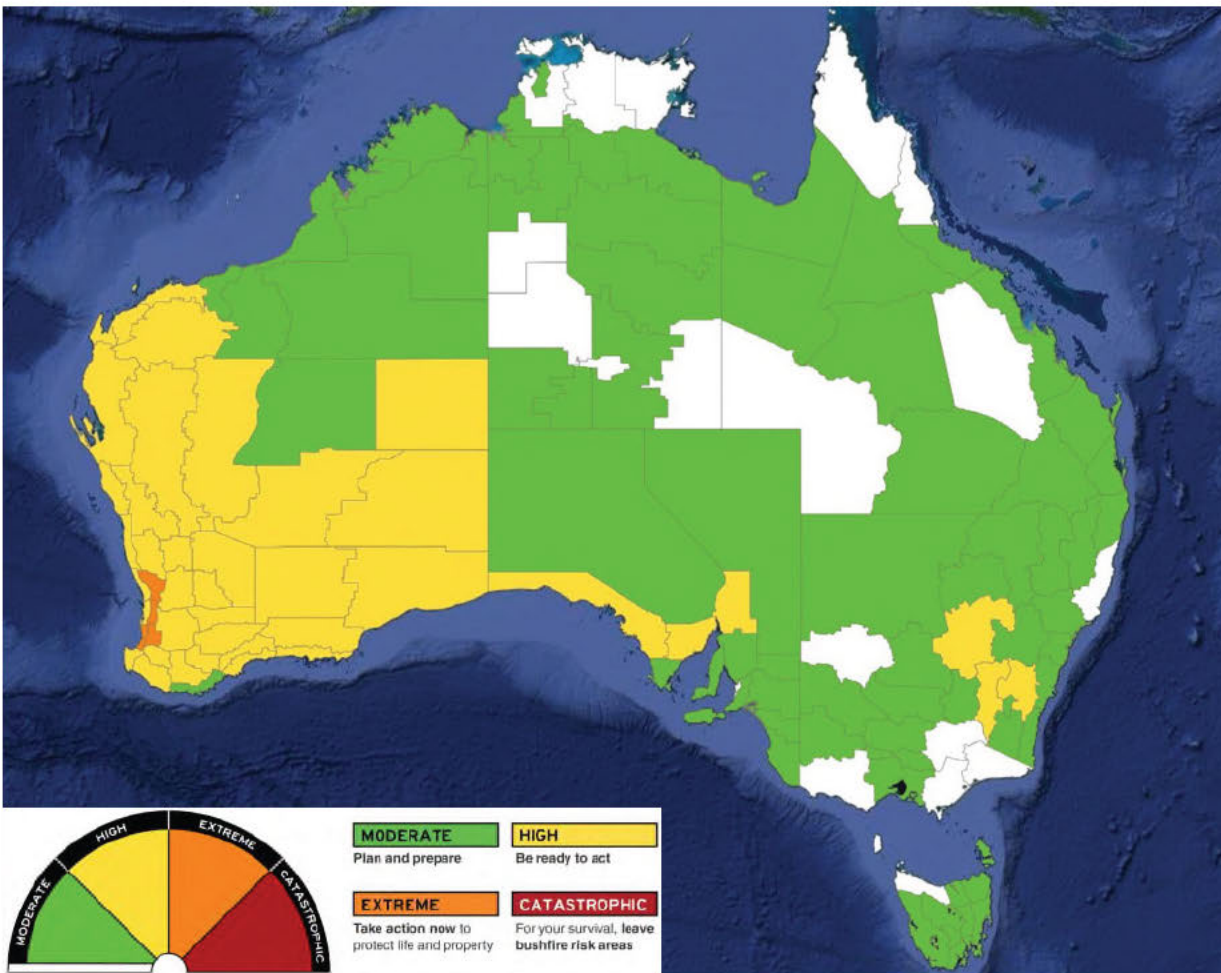 MODERATE
HIGH
EXTREME
CATASTROPHIC
MODERATE
Plan and prepare
HIGH
Be ready to act
EXTREME
Take action now to
protect life and property
CATASTROPHIC
For your survival, leave
bushfire risk areas